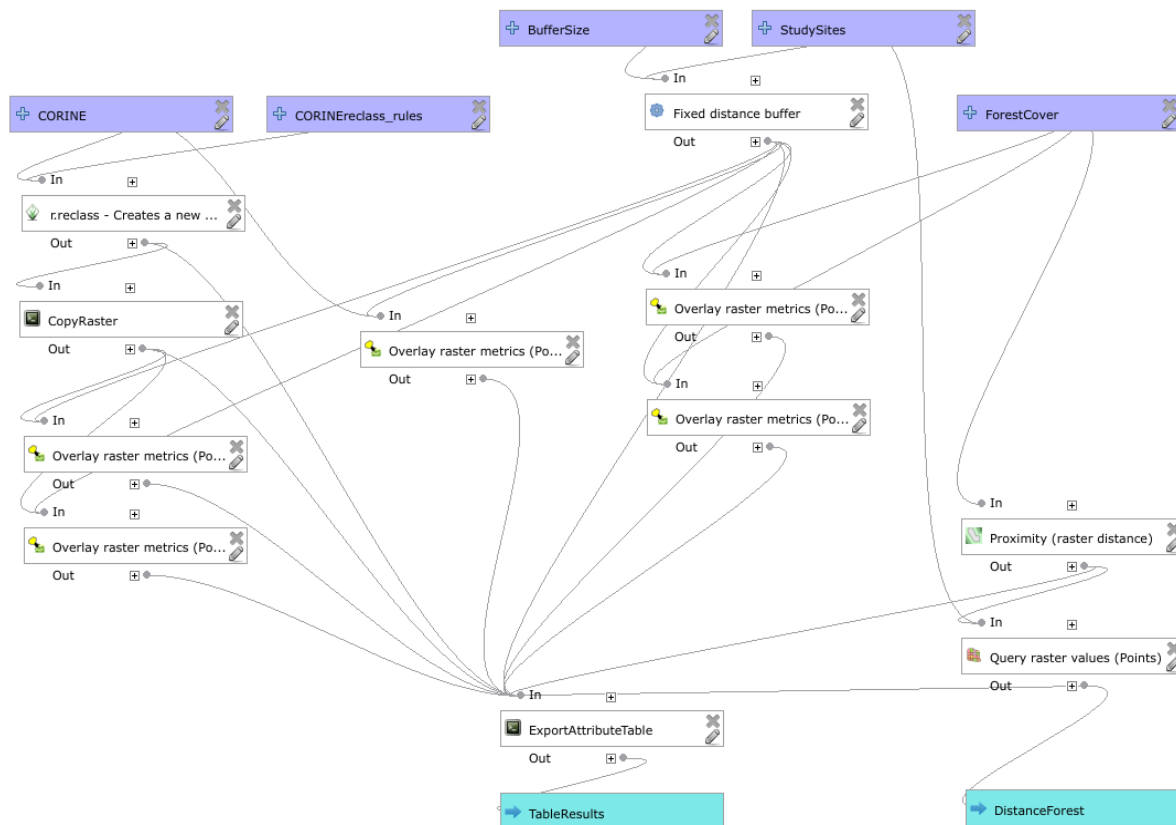 BufferSize
StudySites
In
CORINE
CORINEreclass_rules
Fixed distance buffer
ForestCover
Out
In
r.reclass - Creates a new ...
Out
In
In
CopyRaster
In
Overlay raster metrics (Po...
Out
Out
Overlay raster metrics (Po...
Out
In
In
Overlay raster metrics (Po...
Out
Overlay raster metrics (Po...
Out
In
Overlay raster metrics (Po...
Out
In
Proximity (raster distance)
Out
In
Query raster values (Points)
Out
In
ExportAttributeTable
Out
TableResults
DistanceForest